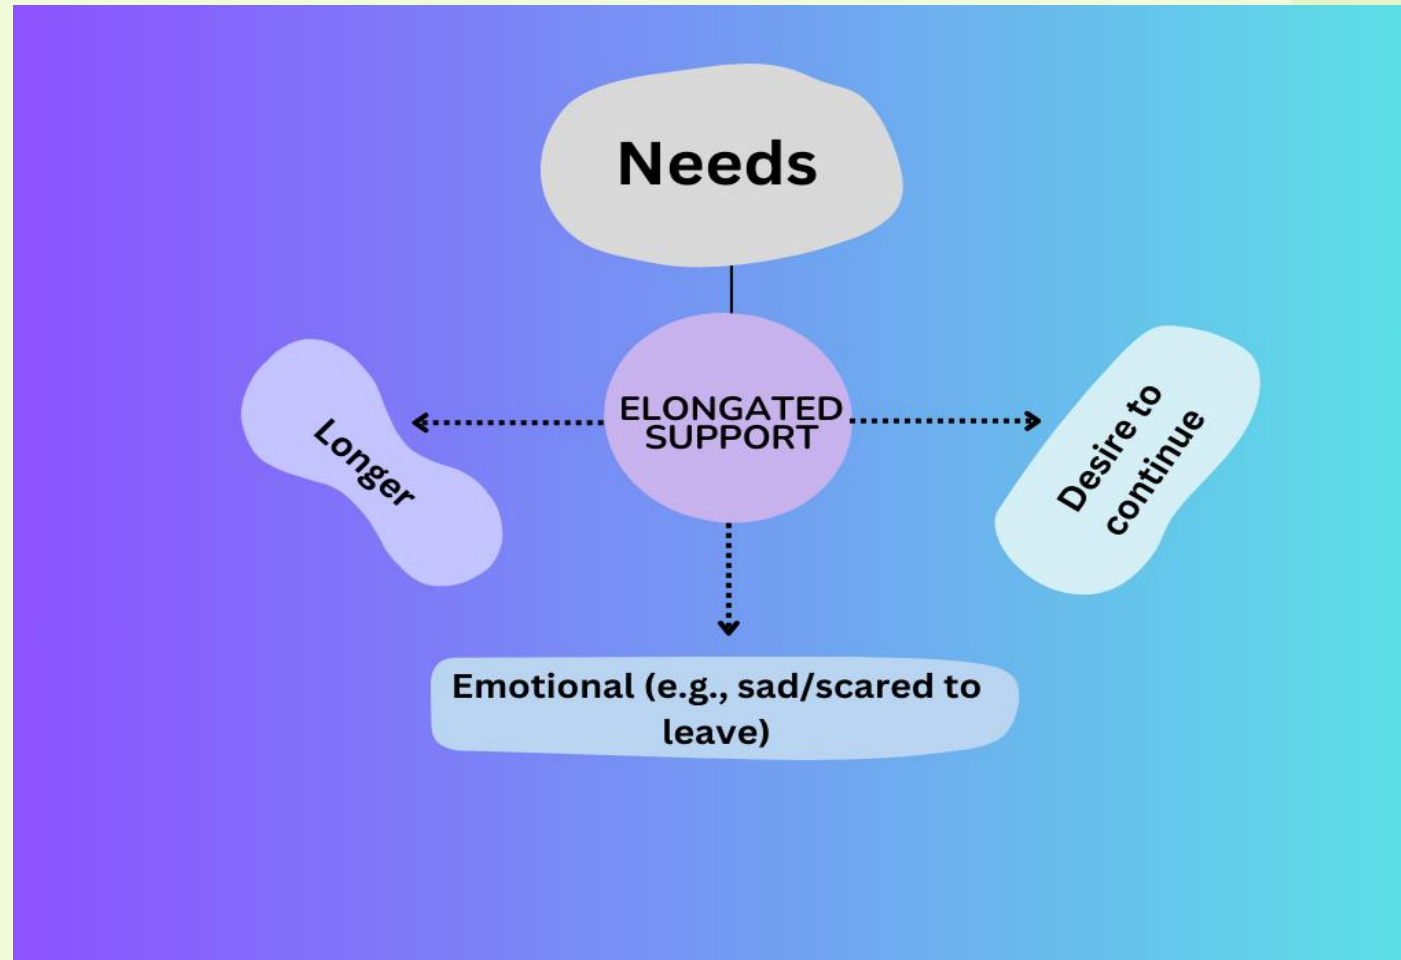 Needs
ELONGATED
SUPPORT
Longer
Desire to
continue
Emotional (e.g., sad/scared to
leave)